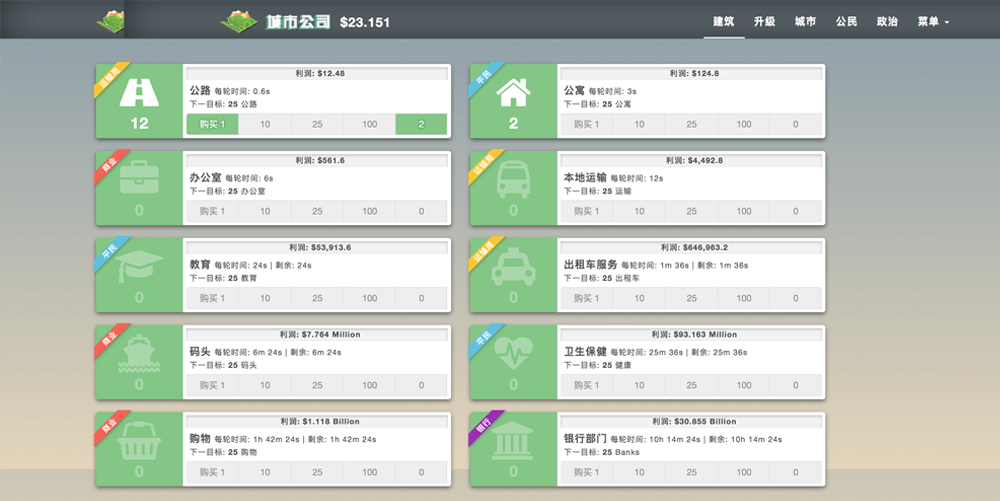 城市公司 $23.151
建筑 升级 城市 公民 政治 菜单
运输局
12
利润: $12.48
公路 每轮时间: 0.6s
下一目标: 25 公路
购买 1 10 25 100 2
平民
2
利润: $124.8
公寓 每轮时间: 3s
下一目标: 25 公寓
购买 1 10 25 100 0
商业
0
利润: $561.6
办公室 每轮时间: 6s
下一目标: 25 办公室
购买 1 10 25 100 0
运输局
0
利润: $4,492.8
本地运输 每轮时间: 12s
下一目标: 25 运输
购买 1 10 25 100 0
平民
0
利润: $53,913.6
教育 每轮时间: 24s | 剩余: 24s
下一目标: 25 教育
购买 1 10 25 100 0
运输局
0
利润: $646,963.2
出租车服务 每轮时间: 1m 36s | 剩余: 1m 36s
下一目标: 25 出租车
购买 1 10 25 100 0
商业
0
利润: $7.764 Million
码头 每轮时间: 6m 24s | 剩余: 6m 24s
下一目标: 25 码头
购买 1 10 25 100 0
平民
0
利润: $93.163 Million
卫生保健 每轮时间: 25m 36s | 剩余: 25m 36s
下一目标: 25 健康
购买 1 10 25 100 0
商业
0
利润: $1.118 Billion
购物 每轮时间: 1h 42m 24s | 剩余: 1h 42m 24s
下一目标: 25 购物
购买 1 10 25 100 0
银行
0
利润: $30.855 Billion
银行部门 每轮时间: 10h 14m 24s | 剩余: 10h 14m 24s
下一目标: 25 Banks
购买 1 10 25 100 0